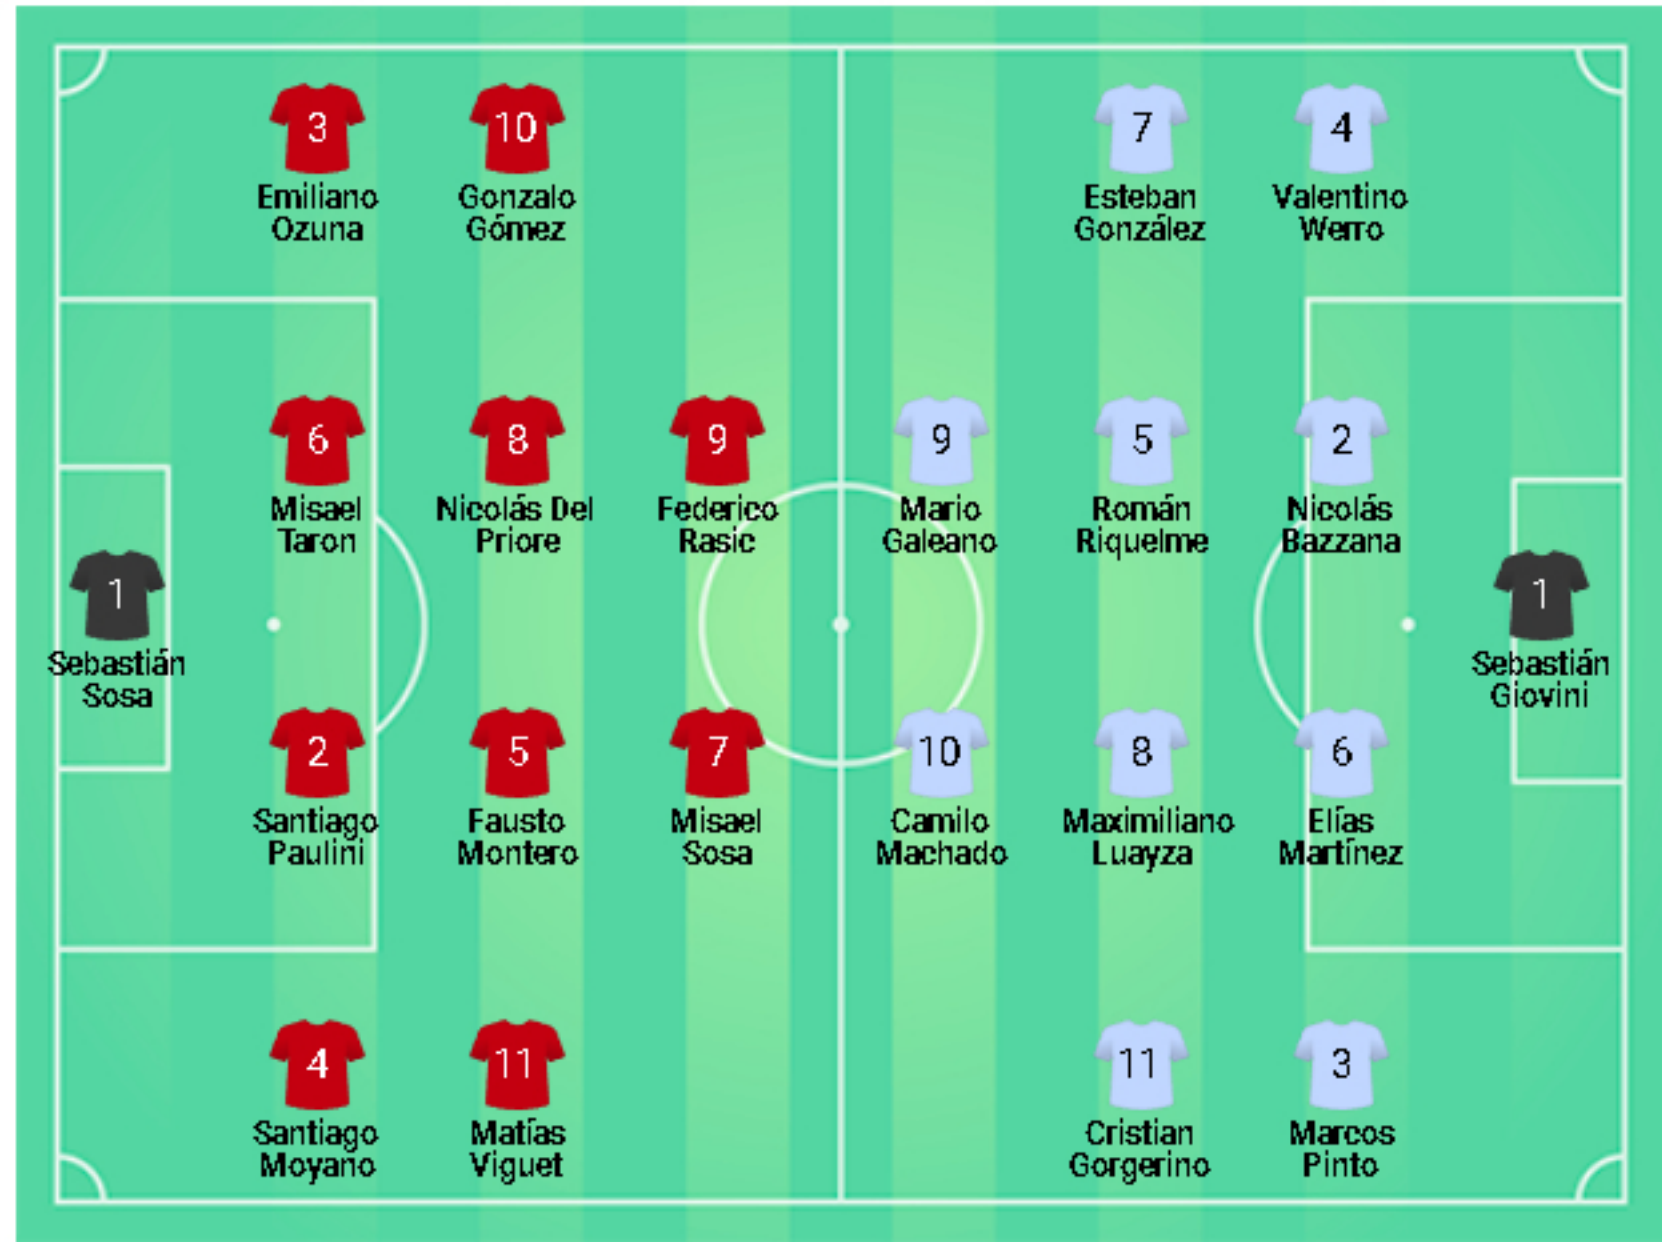 3
Emiliano
Ozuna
10
Gonzalo
Gómez
7
Esteban
González
4
Valentino
Werro
6
Misael
Taron
8
Nicolás Del
Priore
9
Federico
Rasic
9
Mario
Galeano
5
Román
Riquelme
2
Nicolás
Bazzana
1
Sebastián
Sosa
1
Sebastián
Giovini
2
Santiago
Paulini
5
Fausto
Montero
7
Misael
Sosa
10
Camilo
Machado
8
Maximiliano
Luayza
6
Elías
Martínez
4
Santiago
Moyano
11
Matías
Viguet
11
Cristian
Gorgerino
3
Marcos
Pinto